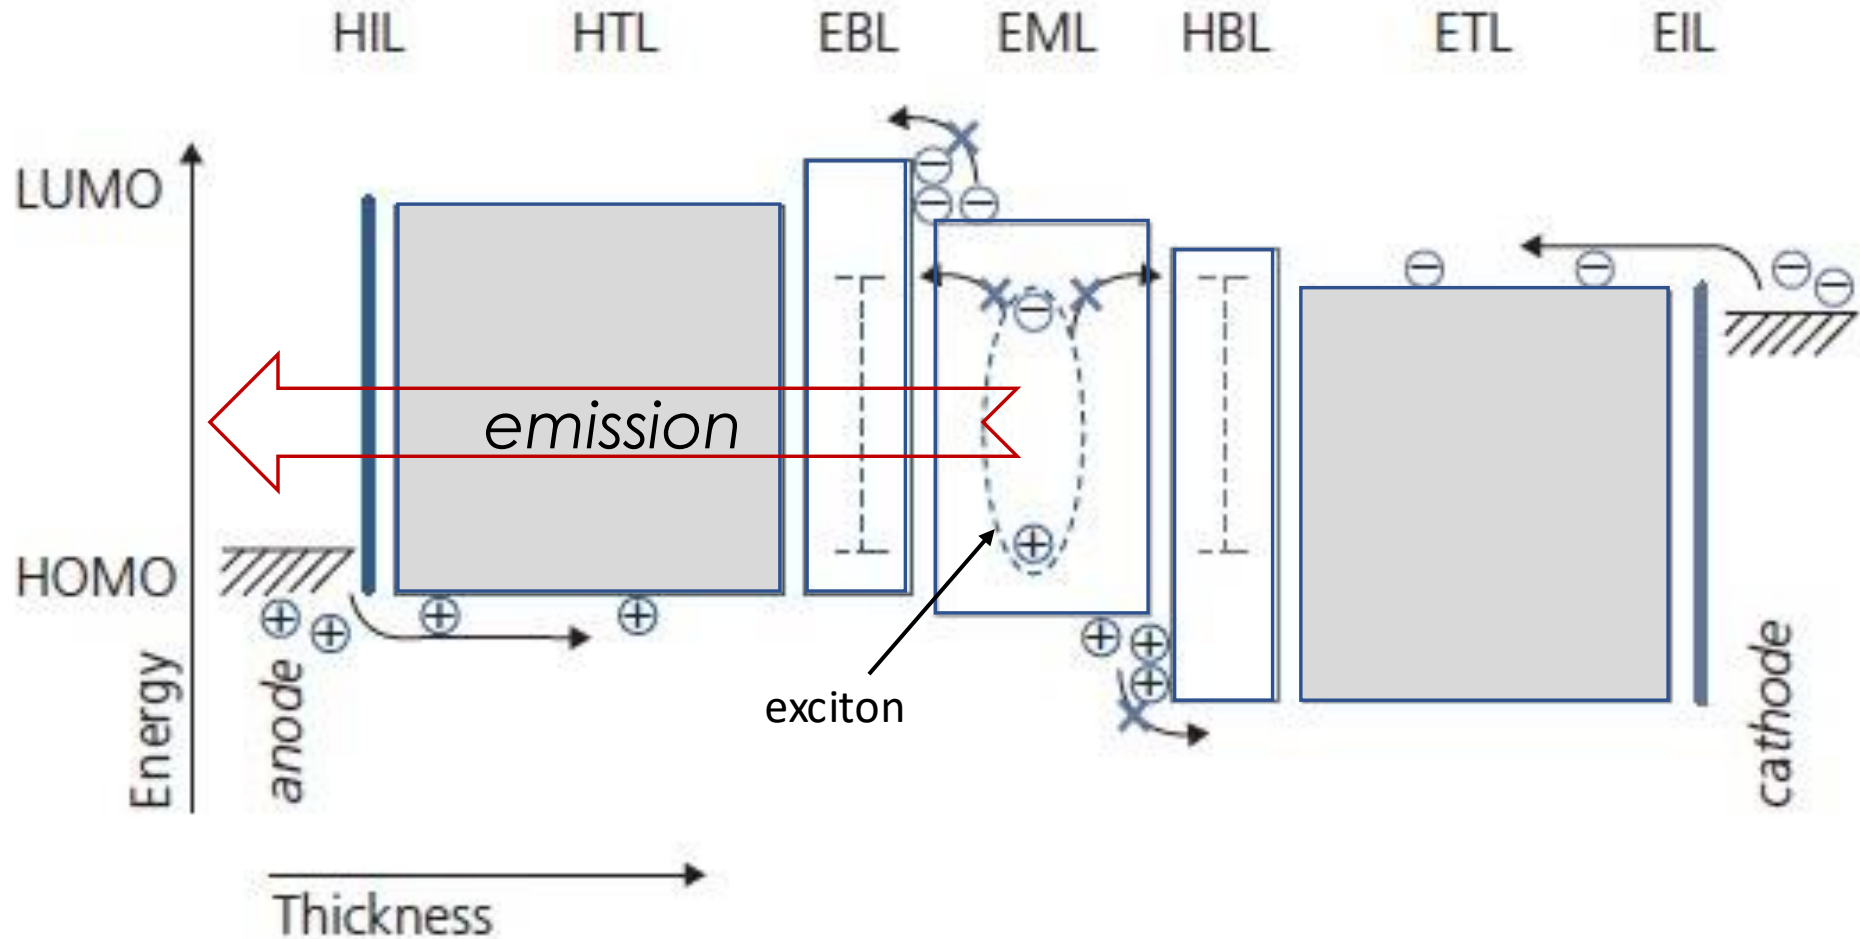 HIL HTL EBL EML HBL ETL EIL
LUMO
emission
HOMO
Energy
anode
exciton
cathode
Thickness